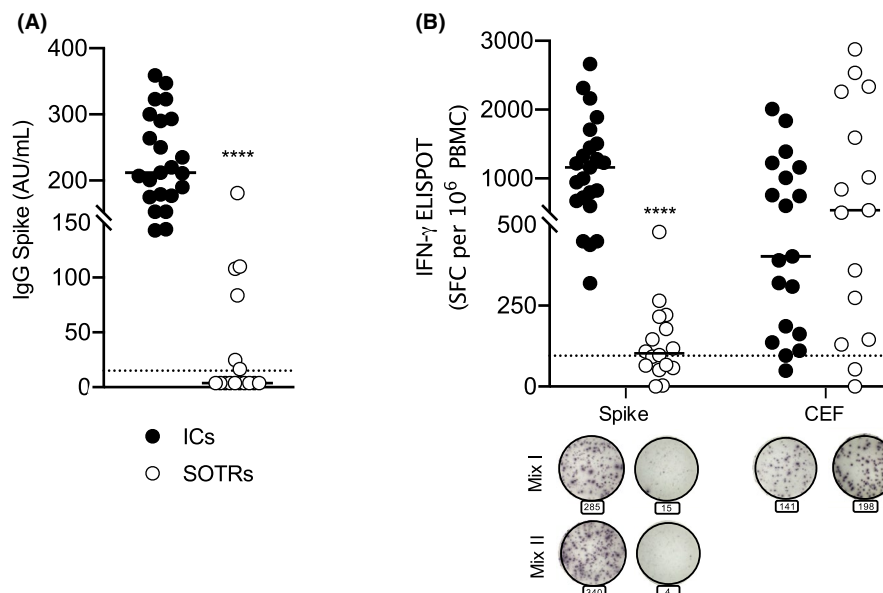 (A)
400
300
200
150
100
50
0
IgG Spike (AU/mL)
****
ICs
SOTRs
(B)
3000
2000
1000
500
250
0
IFN-γ ELISPOT
(SFC per 10⁶ PBMC)
****
Spike
CEF
Mix I
285
15
141
198
Mix II
340
4